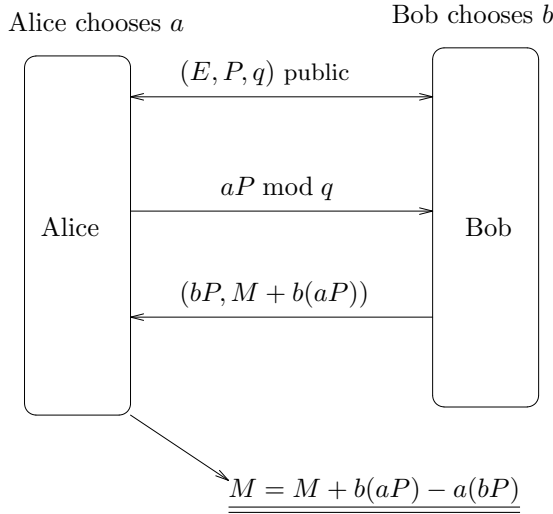 Alice chooses a
Bob chooses b
(E, P, q) public
aP mod q
Alice
Bob
(bP, M + b(aP))
M = M + b(aP) − a(bP)